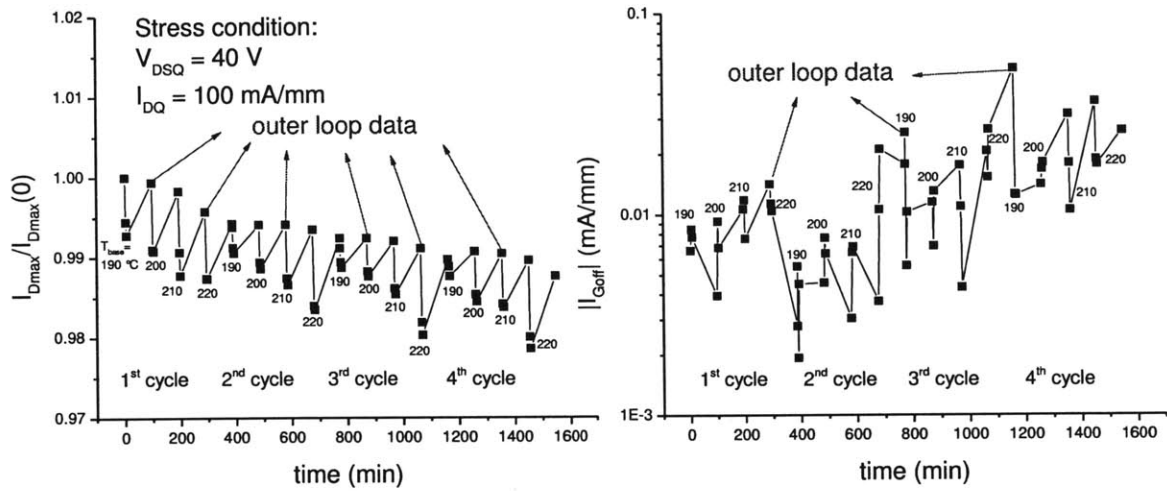 1.02
1.01
1.00
0.99
0.98
0.97
I_Dmax/I_Dmax(0)
Stress condition:
V_DSQ = 40 V
I_DQ = 100 mA/mm
outer loop data
T_base=
190 °C
200
210
220
190
200
210
220
190
200
210
220
190
200
210
220
1st cycle
2nd cycle
3rd cycle
4th cycle
0 200 400 600 800 1000 1200 1400 1600
time (min)
0.1
0.01
1E-3
|I_Goff| (mA/mm)
outer loop data
190
200
210
220
190
200
210
220
190
200
210
220
190
200
210
220
1st cycle
2nd cycle
3rd cycle
4th cycle
0 200 400 600 800 1000 1200 1400 1600
time (min)